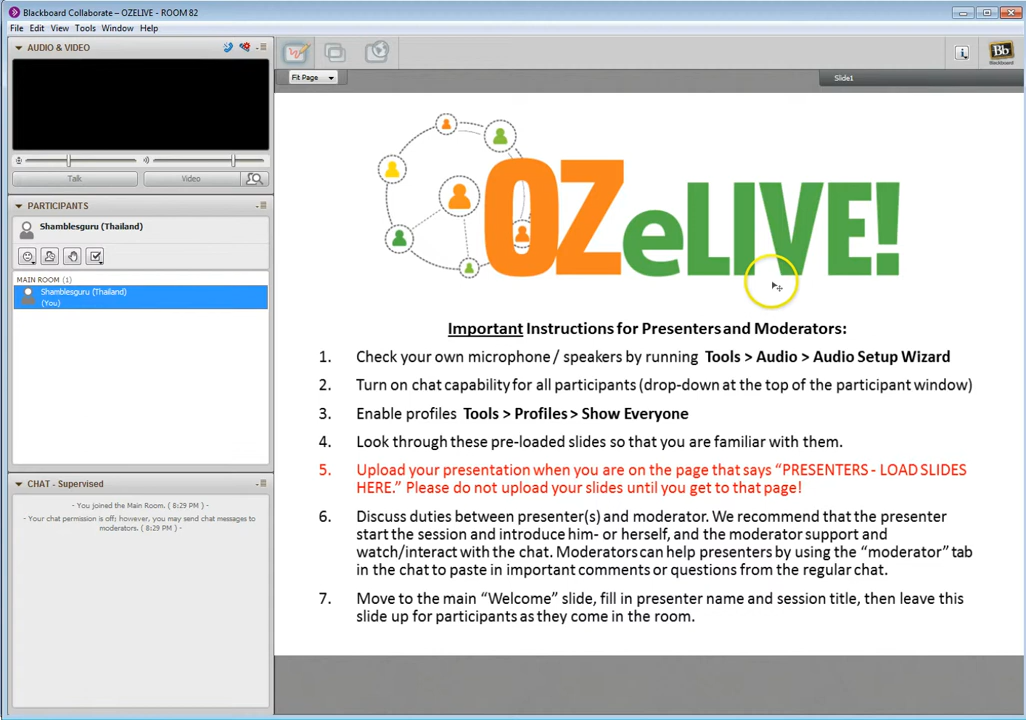 Blackboard Collaborate – OZELIVE - ROOM 82
File Edit View Tools Window Help
AUDIO & VIDEO
Talk Video
PARTICIPANTS
Shamblesguru (Thailand)
MAIN ROOM (1)
Shamblesguru (Thailand)
(You)
CHAT - Supervised
- You joined the Main Room. ( 8:29 PM ) -
- Your chat permission is off; however, you may send chat messages to
moderators. ( 8:29 PM ) -
Fit Page
Slide1
Bb
Blackboard
OZeLIVE!
Important Instructions for Presenters and Moderators:
1. Check your own microphone / speakers by running Tools > Audio > Audio Setup Wizard
2. Turn on chat capability for all participants (drop-down at the top of the participant window)
3. Enable profiles Tools > Profiles > Show Everyone
4. Look through these pre-loaded slides so that you are familiar with them.
5. Upload your presentation when you are on the page that says “PRESENTERS - LOAD SLIDES
HERE.” Please do not upload your slides until you get to that page!
6. Discuss duties between presenter(s) and moderator. We recommend that the presenter
start the session and introduce him- or herself, and the moderator support and
watch/interact with the chat. Moderators can help presenters by using the “moderator” tab
in the chat to paste in important comments or questions from the regular chat.
7. Move to the main “Welcome” slide, fill in presenter name and session title, then leave this
slide up for participants as they come in the room.